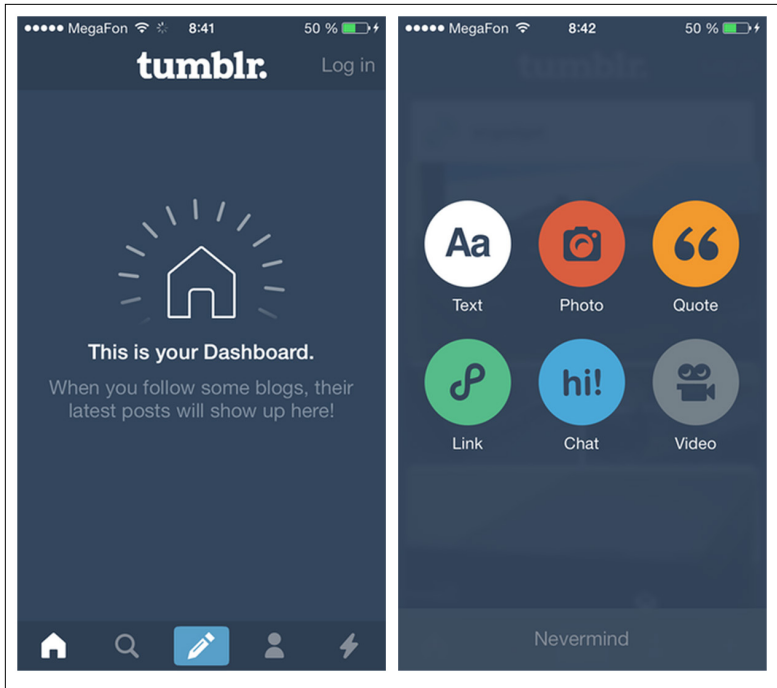 MegaFon 8:41 50 %
tumblr.
Log in
This is your Dashboard.
When you follow some blogs, their
latest posts will show up here!
MegaFon 8:42 50 %
tumblr.
Aa
Text
Photo
“
Quote
Link
hi!
Chat
Video
Nevermind